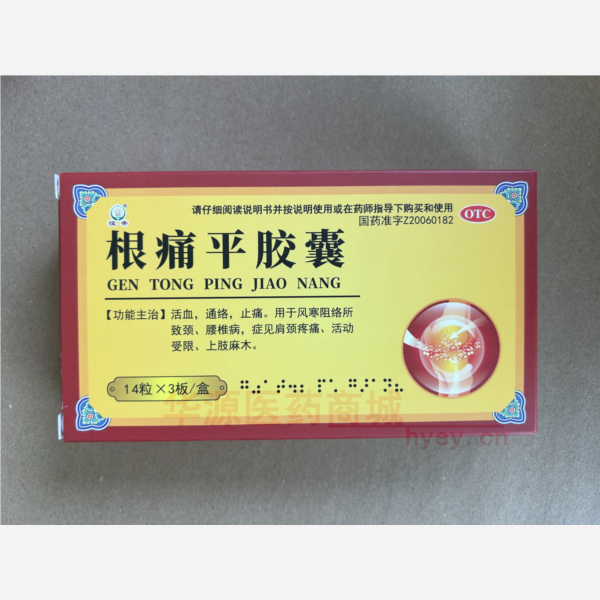 请仔细阅读说明书并按说明使用或在药师指导下购买和使用
国药准字Z20060182
OTC
根痛平胶囊
GEN TONG PING JIAO NANG
【功能主治】活血，通络，止痛。用于风寒阻络所
致颈、腰椎病，症见肩颈疼痛、活动
受限、上肢麻木。
14粒×3板/盒
华源医药商城
hyey.cn